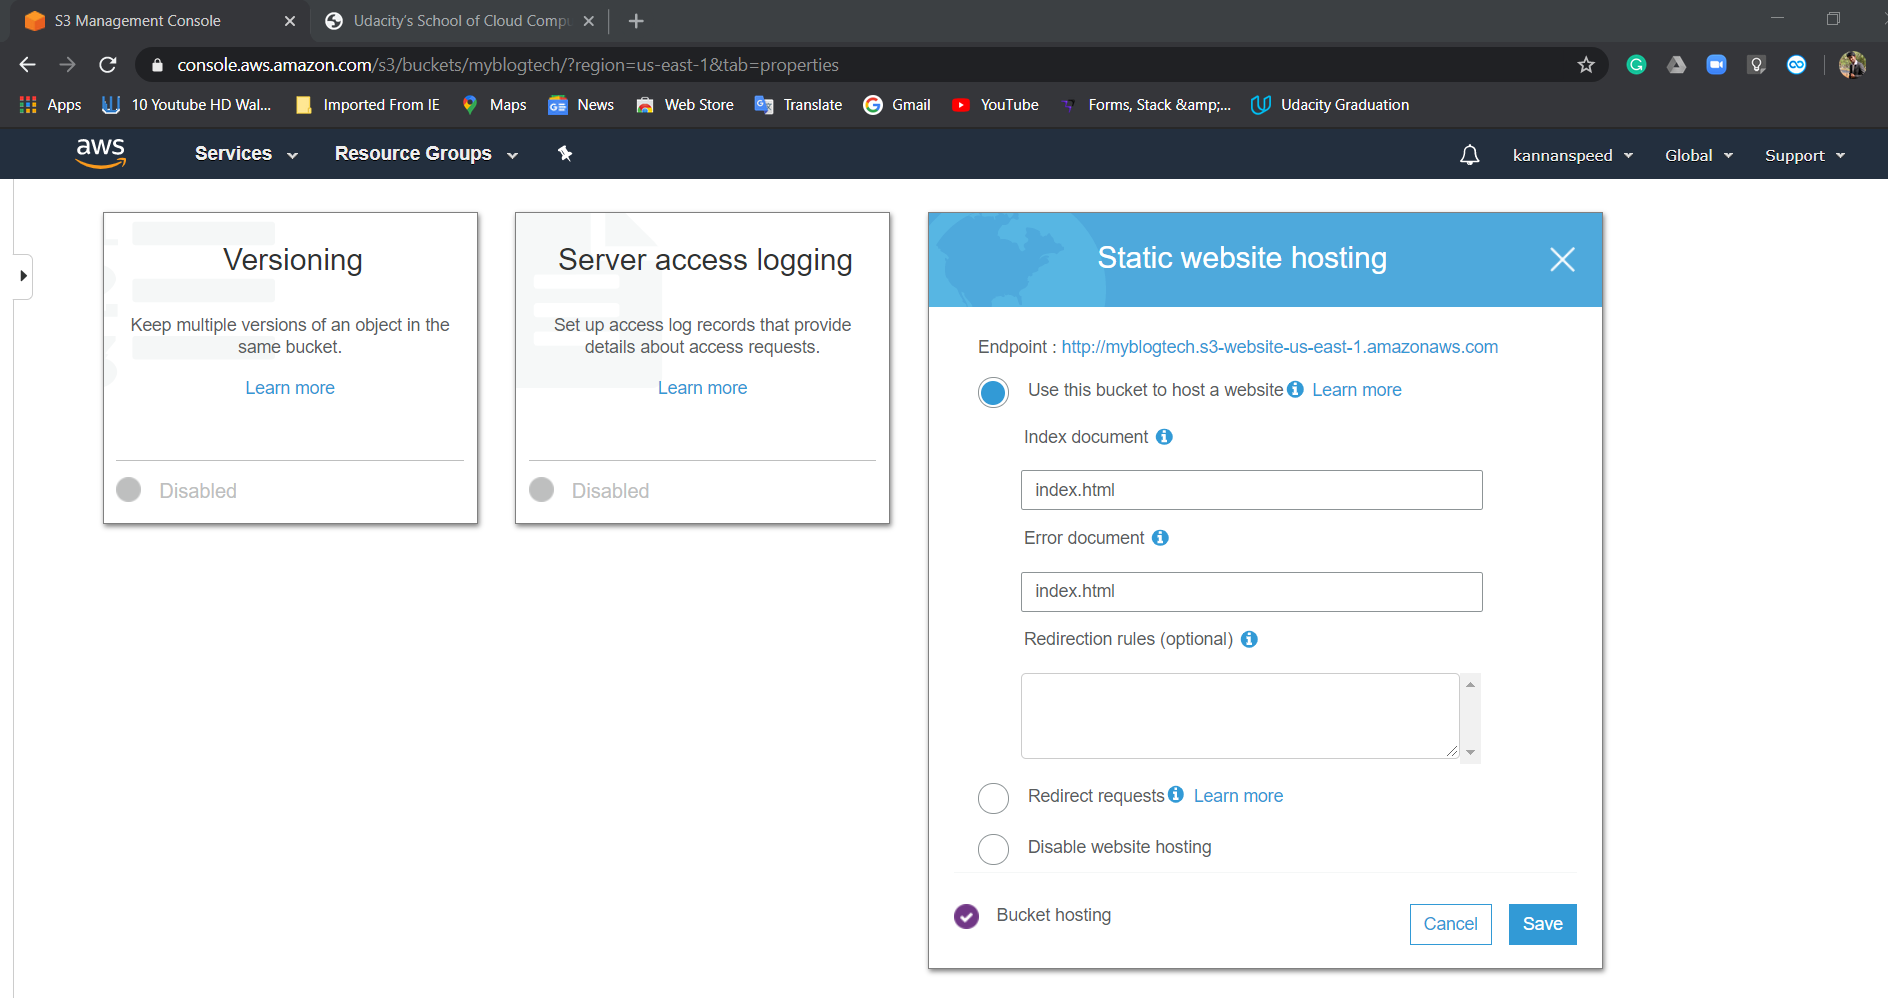 S3 Management Console
Udacity's School of Cloud Comp
console.aws.amazon.com/s3/buckets/myblogtech/?region=us-east-1&tab=properties
Apps 10 Youtube HD Wal... Imported From IE Maps News Web Store Translate Gmail YouTube Forms, Stack &amp;... Udacity Graduation
aws Services Resource Groups kannanspeed Global Support
Versioning
Keep multiple versions of an object in the
same bucket.
Learn more
Disabled
Server access logging
Set up access log records that provide
details about access requests.
Learn more
Disabled
Static website hosting
Endpoint : http://myblogtech.s3-website-us-east-1.amazonaws.com
Use this bucket to host a website Learn more
Index document
index.html
Error document
index.html
Redirection rules (optional)
Redirect requests Learn more
Disable website hosting
Bucket hosting
Cancel Save